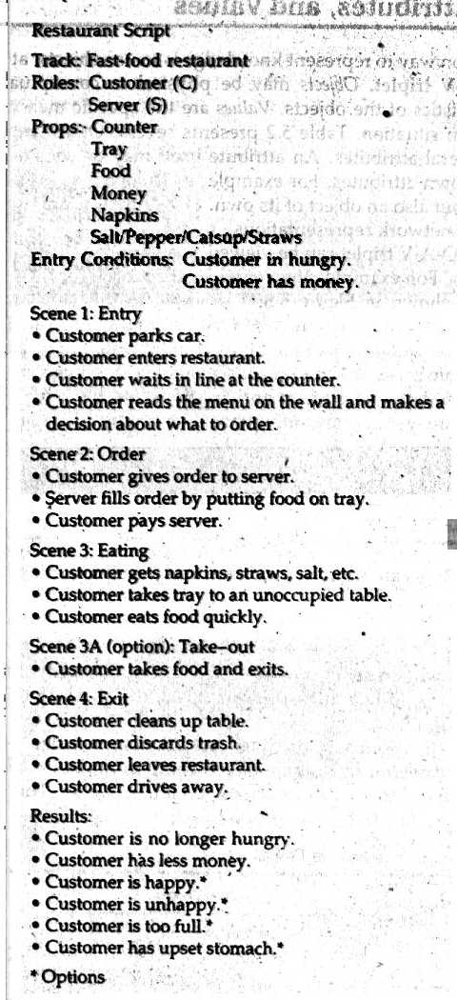 Restaurant Script
Track: Fast-food restaurant
Roles: Customer (C)
Server (S)
Props: Counter
Tray
Food
Money
Napkins
Salt/Pepper/Catsup/Straws
Entry Conditions: Customer in hungry.
Customer has money.
Scene 1: Entry
• Customer parks car.
• Customer enters restaurant.
• Customer waits in line at the counter.
• Customer reads the menu on the wall and makes a
decision about what to order.
Scene 2: Order
• Customer gives order to server.
• Server fills order by putting food on tray.
• Customer pays server.
Scene 3: Eating
• Customer gets napkins, straws, salt, etc.
• Customer takes tray to an unoccupied table.
• Customer eats food quickly.
Scene 3A (option): Take-out
• Customer takes food and exits.
Scene 4: Exit
• Customer cleans up table.
• Customer discards trash.
• Customer leaves restaurant.
• Customer drives away.
Results:
• Customer is no longer hungry.
• Customer has less money.
• Customer is happy.*
• Customer is unhappy.*
• Customer is too full.*
• Customer has upset stomach.*
* Options